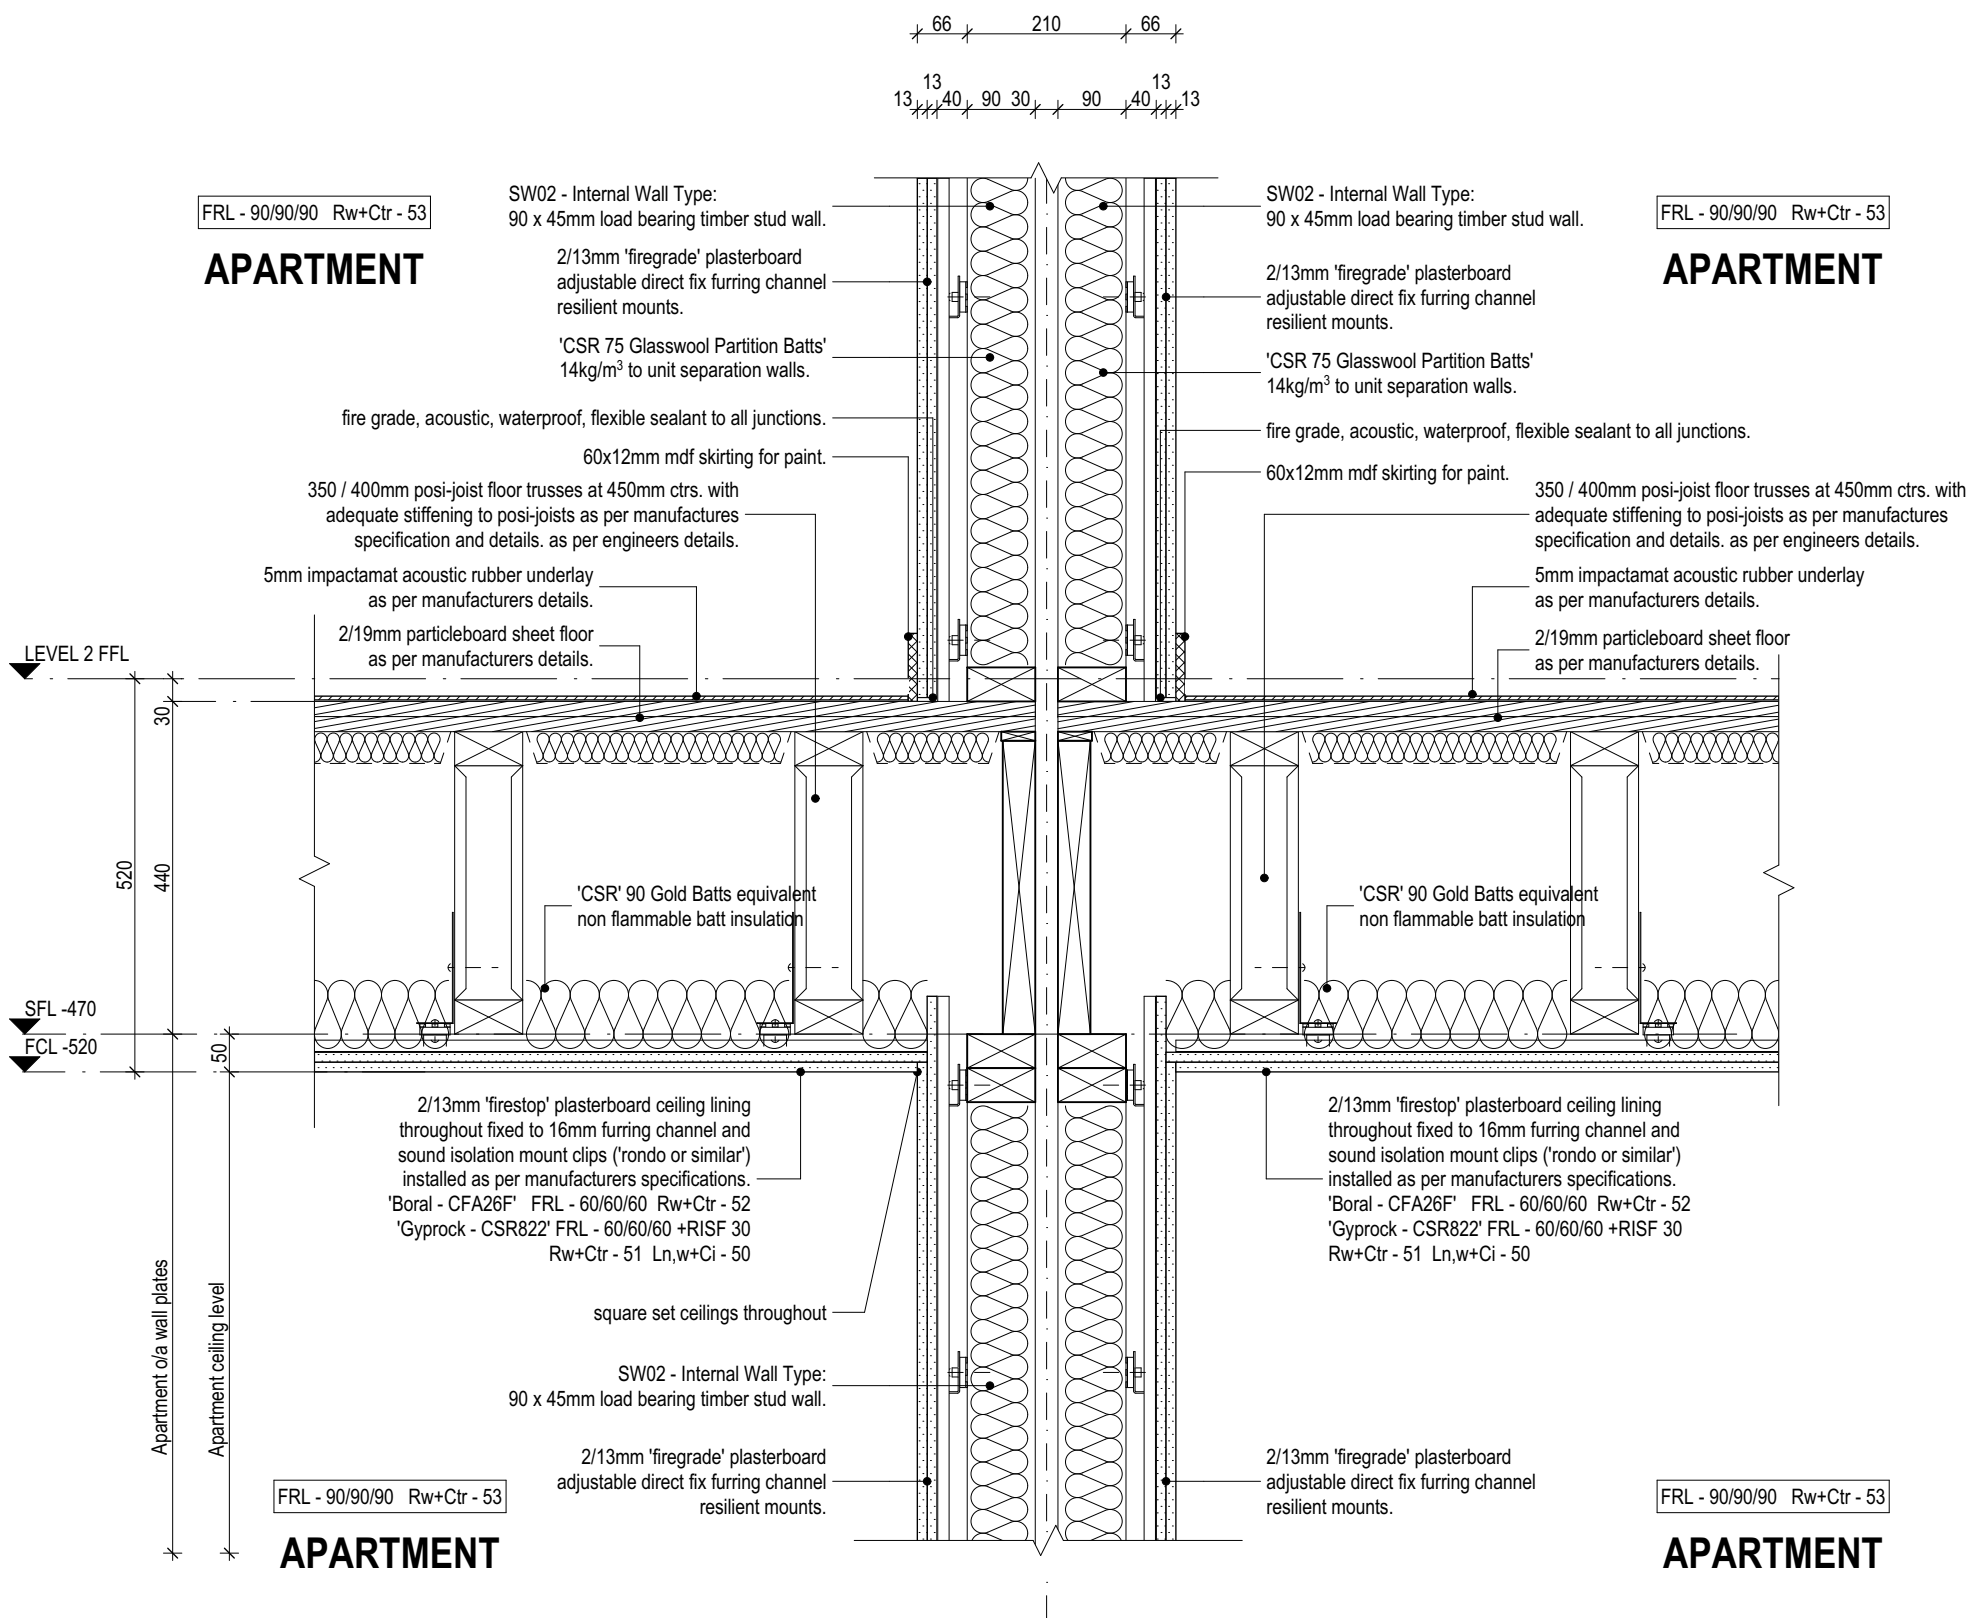 66 210 66
13 13
13 40 90 30 90 40 13
FRL - 90/90/90 Rw+Ctr - 53
APARTMENT
SW02 - Internal Wall Type:
90 x 45mm load bearing timber stud wall.
2/13mm 'firegrade' plasterboard
adjustable direct fix furring channel
resilient mounts.
'CSR 75 Glasswool Partition Batts'
14kg/m³ to unit separation walls.
fire grade, acoustic, waterproof, flexible sealant to all junctions.
60x12mm mdf skirting for paint.
350 / 400mm posi-joist floor trusses at 450mm ctrs. with
adequate stiffening to posi-joists as per manufactures
specification and details. as per engineers details.
5mm impactamat acoustic rubber underlay
as per manufacturers details.
2/19mm particleboard sheet floor
as per manufacturers details.
SW02 - Internal Wall Type:
90 x 45mm load bearing timber stud wall.
FRL - 90/90/90 Rw+Ctr - 53
APARTMENT
2/13mm 'firegrade' plasterboard
adjustable direct fix furring channel
resilient mounts.
'CSR 75 Glasswool Partition Batts'
14kg/m³ to unit separation walls.
fire grade, acoustic, waterproof, flexible sealant to all junctions.
60x12mm mdf skirting for paint.
350 / 400mm posi-joist floor trusses at 450mm ctrs. with
adequate stiffening to posi-joists as per manufactures
specification and details. as per engineers details.
5mm impactamat acoustic rubber underlay
as per manufacturers details.
2/19mm particleboard sheet floor
as per manufacturers details.
LEVEL 2 FFL
30
520
440
'CSR' 90 Gold Batts equivalent
non flammable batt insulation
'CSR' 90 Gold Batts equivalent
non flammable batt insulation
SFL -470
FCL -520
50
2/13mm 'firestop' plasterboard ceiling lining
throughout fixed to 16mm furring channel and
sound isolation mount clips ('rondo or similar')
installed as per manufacturers specifications.
'Boral - CFA26F' FRL - 60/60/60 Rw+Ctr - 52
'Gyprock - CSR822' FRL - 60/60/60 +RISF 30
Rw+Ctr - 51 Ln,w+Ci - 50
2/13mm 'firestop' plasterboard ceiling lining
throughout fixed to 16mm furring channel and
sound isolation mount clips ('rondo or similar')
installed as per manufacturers specifications.
'Boral - CFA26F' FRL - 60/60/60 Rw+Ctr - 52
'Gyprock - CSR822' FRL - 60/60/60 +RISF 30
Rw+Ctr - 51 Ln,w+Ci - 50
Apartment o/a wall plates
Apartment ceiling level
square set ceilings throughout
SW02 - Internal Wall Type:
90 x 45mm load bearing timber stud wall.
2/13mm 'firegrade' plasterboard
adjustable direct fix furring channel
resilient mounts.
2/13mm 'firegrade' plasterboard
adjustable direct fix furring channel
resilient mounts.
FRL - 90/90/90 Rw+Ctr - 53
APARTMENT
FRL - 90/90/90 Rw+Ctr - 53
APARTMENT